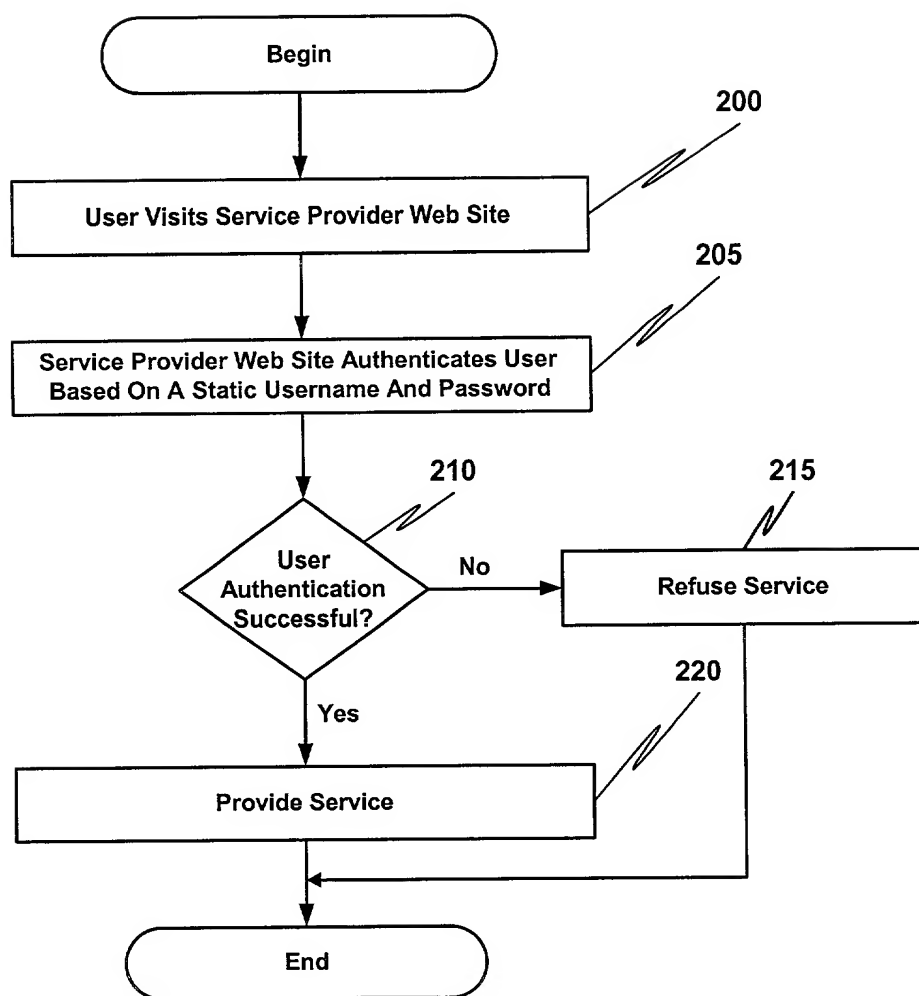 Begin
200
User Visits Service Provider Web Site
205
Service Provider Web Site Authenticates User
Based On A Static Username And Password
210
215
User
Authentication
Successful?
No
Refuse Service
220
Yes
Provide Service
End